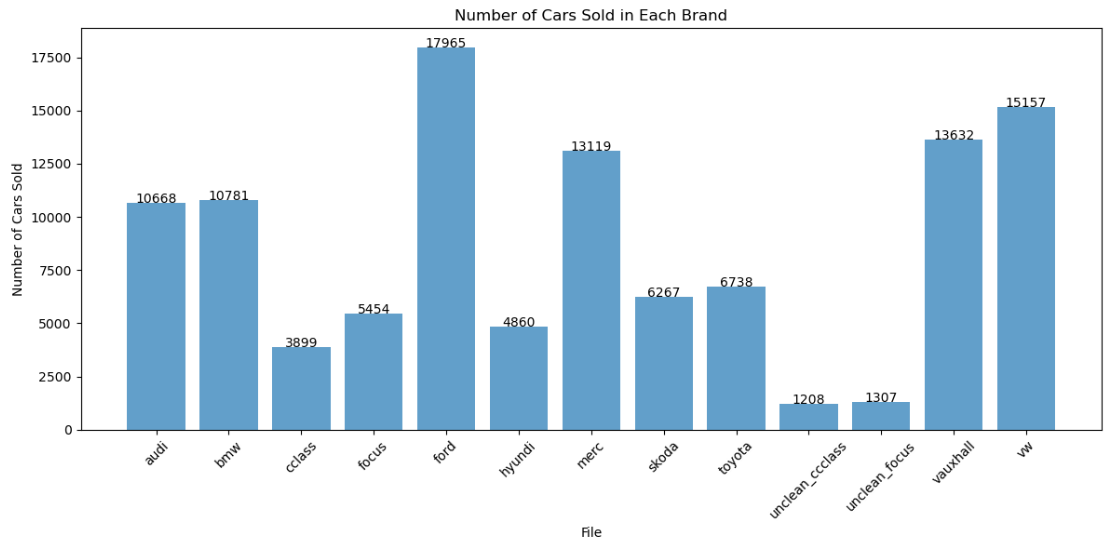 Number of Cars Sold in Each Brand
Number of Cars Sold
17500
15000
12500
10000
7500
5000
2500
0
10668
10781
3899
5454
17965
4860
13119
6267
6738
1208
1307
13632
15157
audi
bmw
cclass
focus
ford
hyundi
merc
skoda
toyota
unclean_ccclass
unclean_focus
vauxhall
vw
File